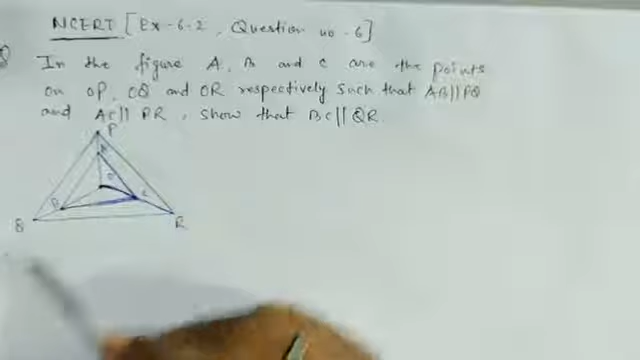 NCERT [Ex-6.2, Question no-6]
Q In the figure A, B and C are the points
on OP, OQ and OR respectively such that AB||PQ
and AC|| PR, show that BC||QR.
P
A
O
B
C
Q
R